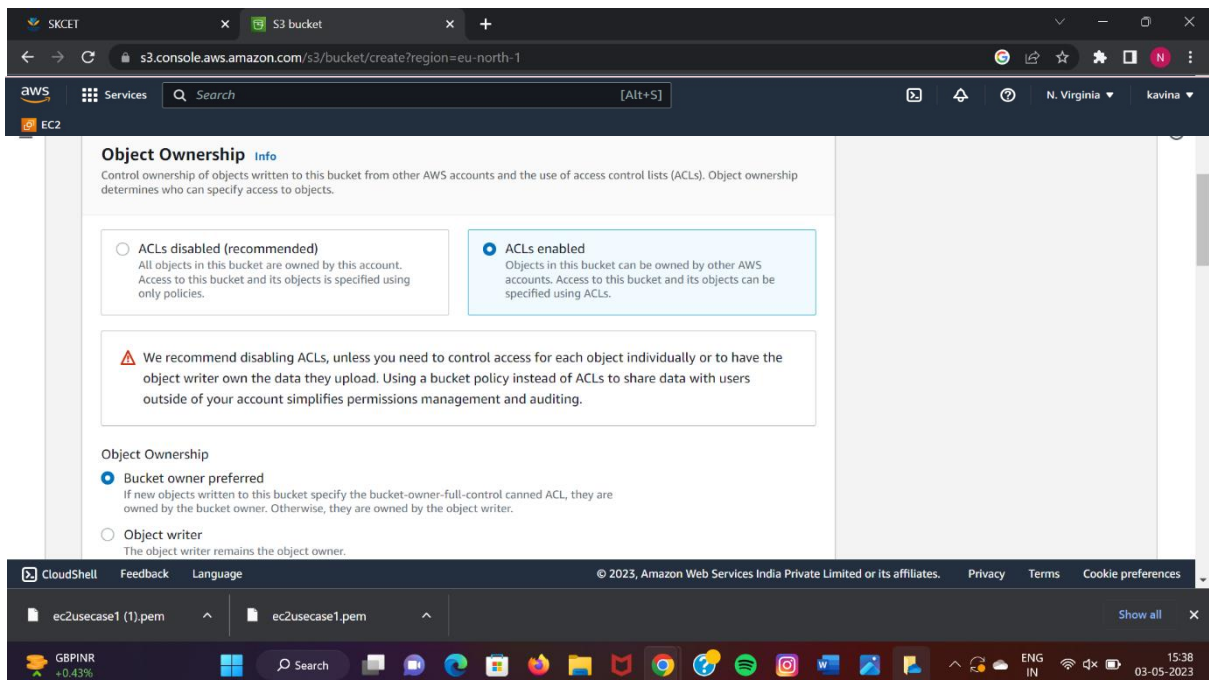 SKCET
S3 bucket
s3.console.aws.amazon.com/s3/bucket/create?region=eu-north-1
N
aws
Services
Search
[Alt+S]
N. Virginia
kavina
EC2
Object Ownership Info
Control ownership of objects written to this bucket from other AWS accounts and the use of access control lists (ACLs). Object ownership
determines who can specify access to objects.
ACLs disabled (recommended)
All objects in this bucket are owned by this account.
Access to this bucket and its objects is specified using
only policies.
ACLs enabled
Objects in this bucket can be owned by other AWS
accounts. Access to this bucket and its objects can be
specified using ACLs.
We recommend disabling ACLs, unless you need to control access for each object individually or to have the
object writer own the data they upload. Using a bucket policy instead of ACLs to share data with users
outside of your account simplifies permissions management and auditing.
Object Ownership
Bucket owner preferred
If new objects written to this bucket specify the bucket-owner-full-control canned ACL, they are
owned by the bucket owner. Otherwise, they are owned by the object writer.
Object writer
The object writer remains the object owner.
CloudShell
Feedback
Language
© 2023, Amazon Web Services India Private Limited or its affiliates.
Privacy
Terms
Cookie preferences
ec2usecase1 (1).pem
ec2usecase1.pem
Show all
GBPINR
+0.43%
Search
ENG
IN
15:38
03-05-2023